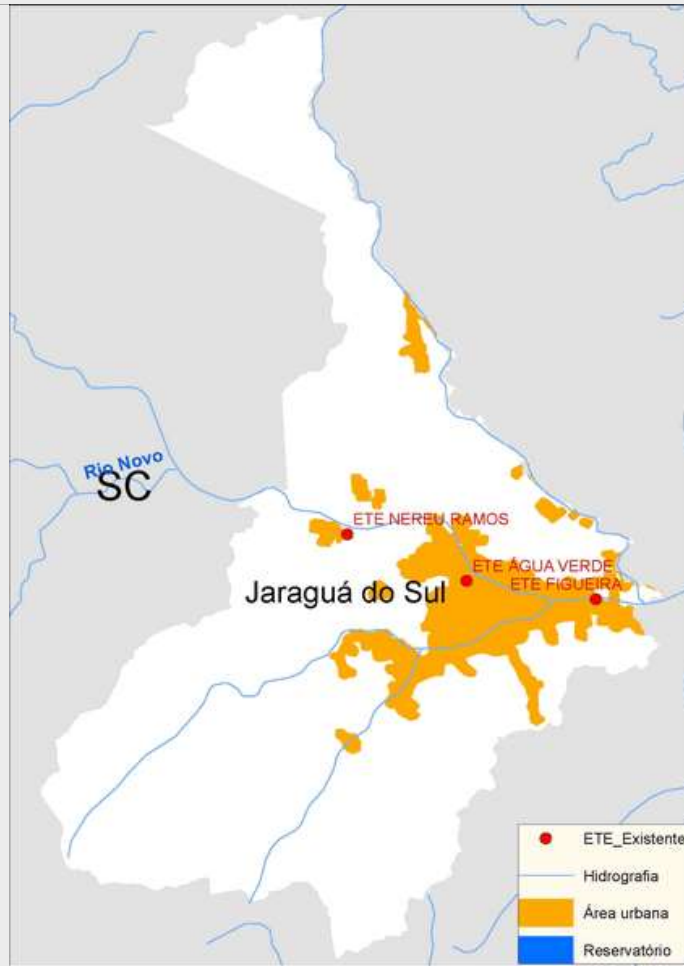 Rio Novo
SC
ETE NEREU RAMOS
ETE ÁGUA VERDE
ETE FIGUEIRA
Jaraguá do Sul
ETE_Existente
Hidrografia
Área urbana
Reservatório